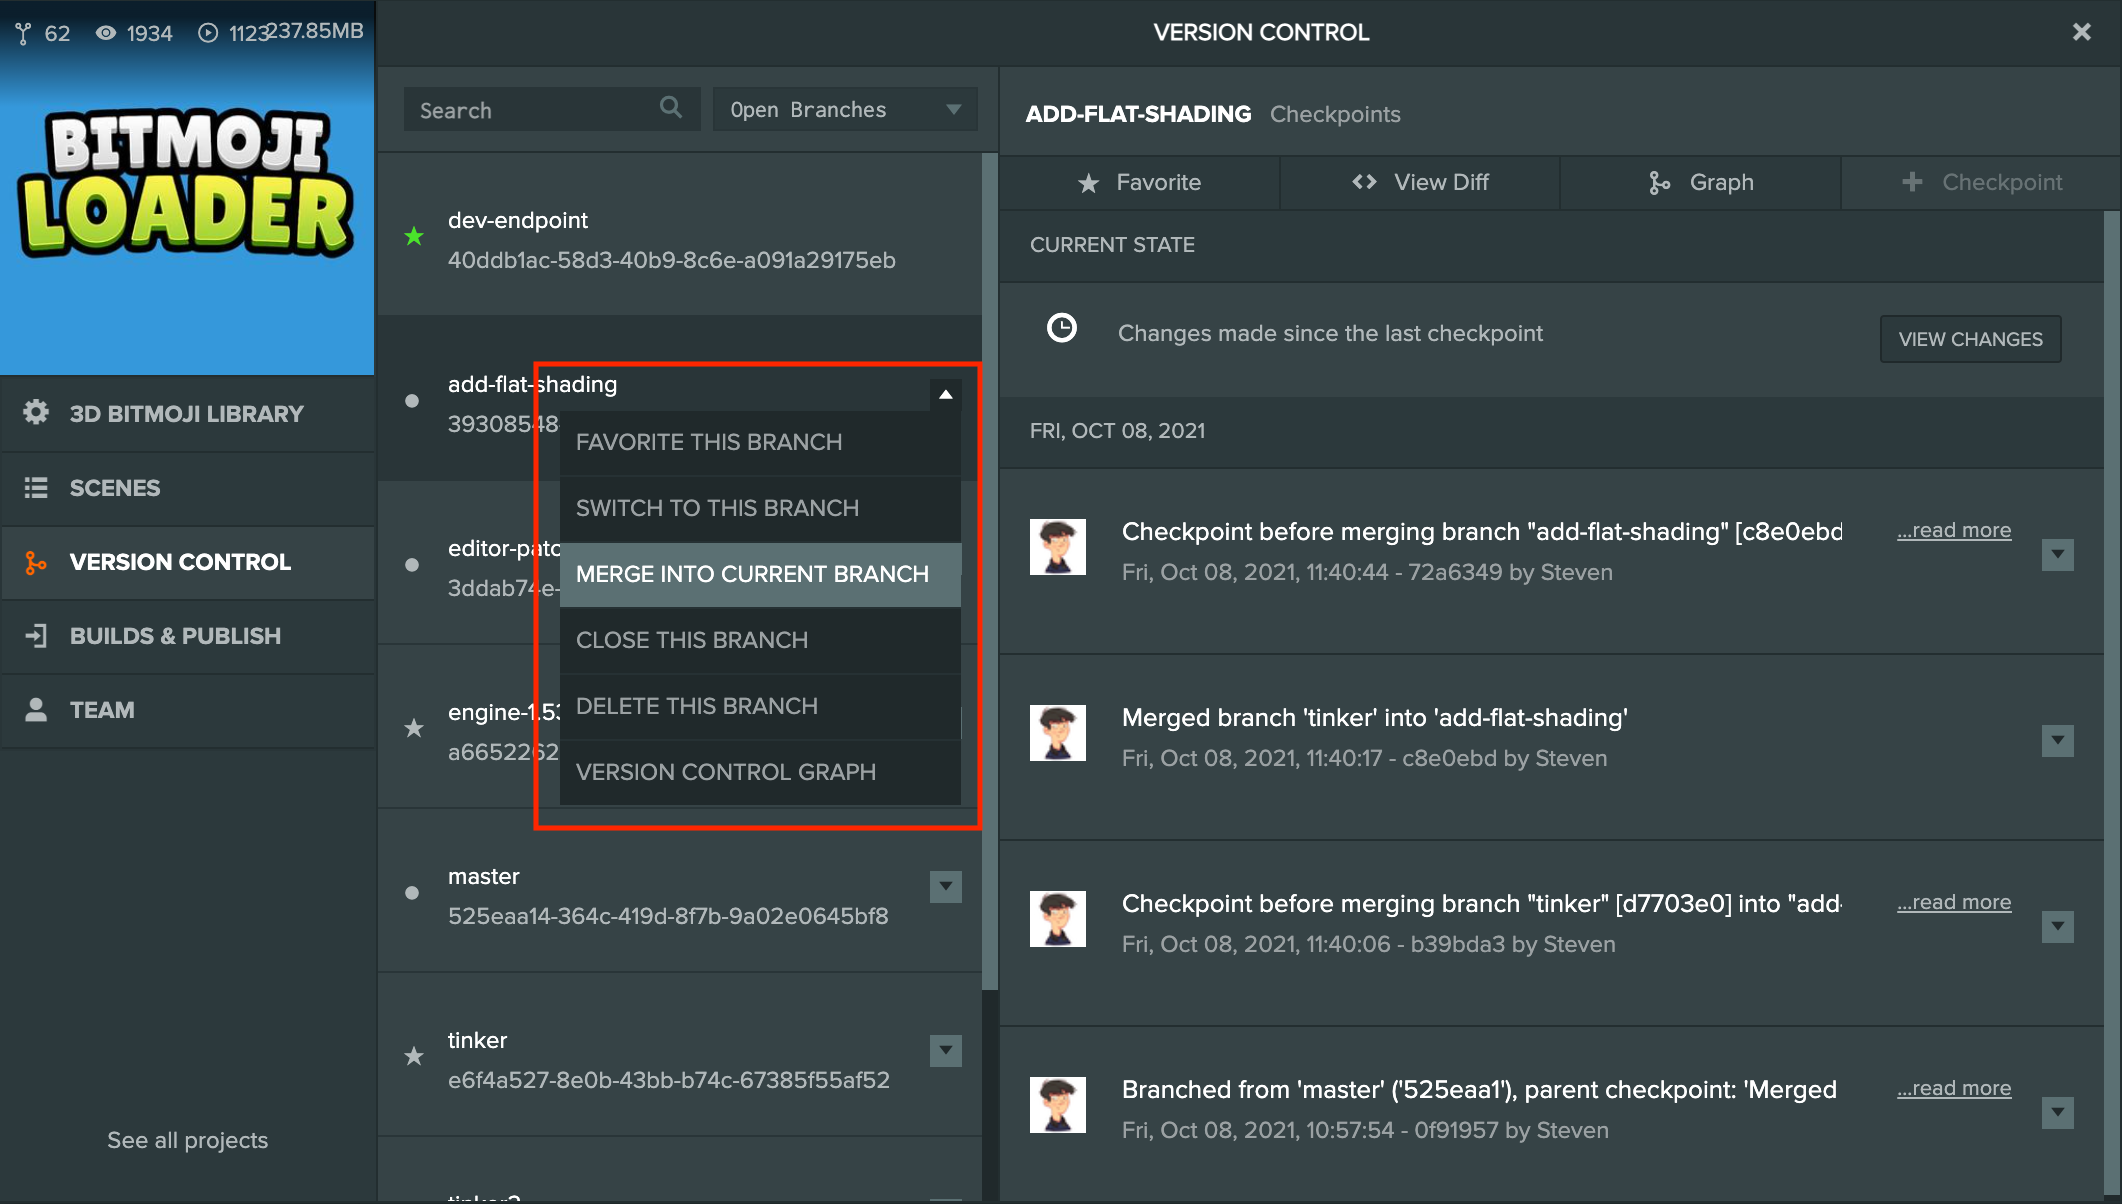 62 1934 1123 237.85MB
BITMOJI
LOADER
3D BITMOJI LIBRARY
SCENES
VERSION CONTROL
BUILDS & PUBLISH
TEAM
See all projects
VERSION CONTROL
Search
Open Branches
dev-endpoint
40ddb1ac-58d3-40b9-8c6e-a091a29175eb
add-flat-shading
39308548-
FAVORITE THIS BRANCH
SWITCH TO THIS BRANCH
editor-patc
MERGE INTO CURRENT BRANCH
3ddab74e-
CLOSE THIS BRANCH
engine-1.53
DELETE THIS BRANCH
a6652262
VERSION CONTROL GRAPH
master
525eaa14-364c-419d-8f7b-9a02e0645bf8
tinker
e6f4a527-8e0b-43bb-b74c-67385f55af52
ADD-FLAT-SHADING Checkpoints
Favorite View Diff Graph Checkpoint
CURRENT STATE
Changes made since the last checkpoint
VIEW CHANGES
FRI, OCT 08, 2021
Checkpoint before merging branch "add-flat-shading" [c8e0ebd ...read more
Fri, Oct 08, 2021, 11:40:44 - 72a6349 by Steven
Merged branch 'tinker' into 'add-flat-shading'
Fri, Oct 08, 2021, 11:40:17 - c8e0ebd by Steven
Checkpoint before merging branch "tinker" [d7703e0] into "add- ...read more
Fri, Oct 08, 2021, 11:40:06 - b39bda3 by Steven
Branched from 'master' ('525eaa1'), parent checkpoint: 'Merged ...read more
Fri, Oct 08, 2021, 10:57:54 - 0f91957 by Steven